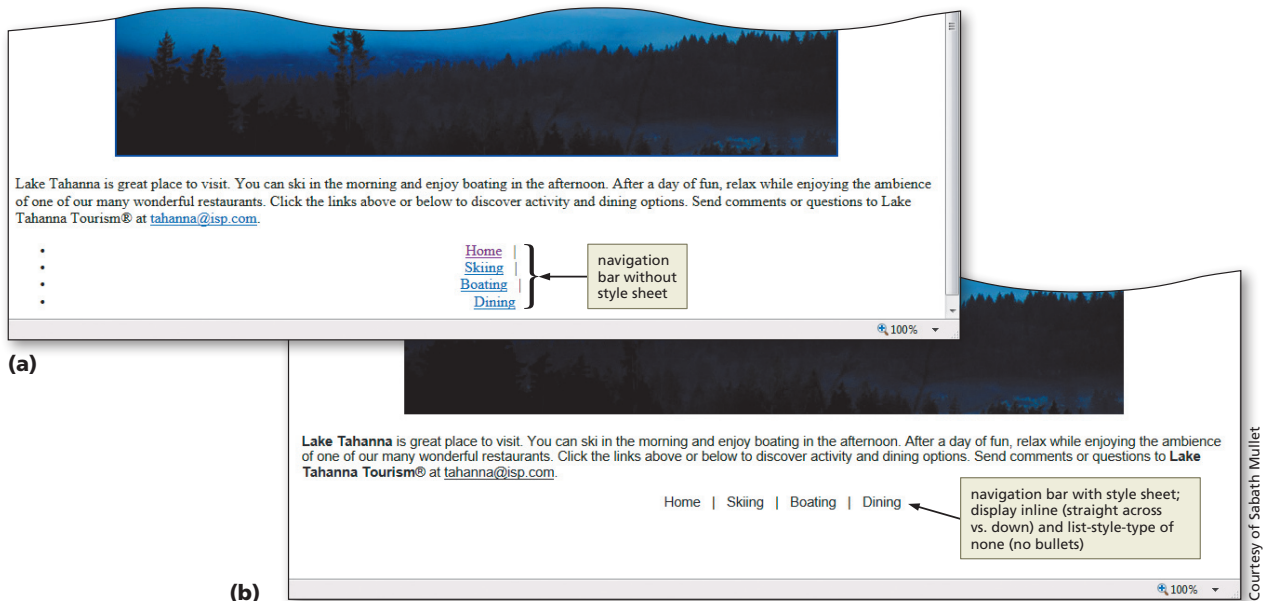 Lake Tahanna is great place to visit. You can ski in the morning and enjoy boating in the afternoon. After a day of fun, relax while enjoying the ambience
of one of our many wonderful restaurants. Click the links above or below to discover activity and dining options. Send comments or questions to Lake
Tahanna Tourism® at tahanna@isp.com.
• Home |
• Skiing |
• Boating |
• Dining
navigation
bar without
style sheet
100%
(a)
Lake Tahanna is great place to visit. You can ski in the morning and enjoy boating in the afternoon. After a day of fun, relax while enjoying the ambience
of one of our many wonderful restaurants. Click the links above or below to discover activity and dining options. Send comments or questions to Lake
Tahanna Tourism® at tahanna@isp.com.
Home | Skiing | Boating | Dining
navigation bar with style sheet;
display inline (straight across
vs. down) and list-style-type of
none (no bullets)
100%
(b)
Courtesy of Sabath Mullet